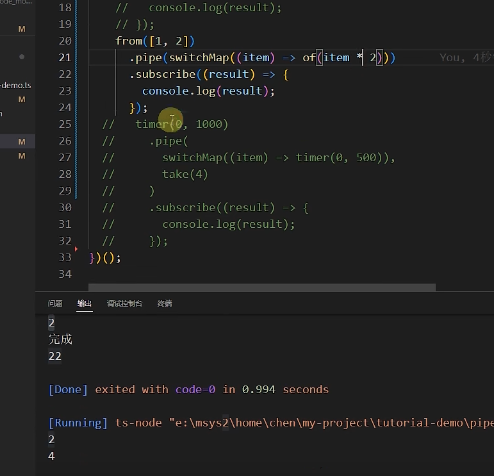 18 //   console.log(result);
19 // });
M
20 from([1, 2])
21 .pipe(switchMap((item) => of(item * 2))) You, 4秒
22 .subscribe((result) => {
-demo.ts
23 console.log(result);
M
24 });
25 // timer(0, 1000)
26 // .pipe(
M
27 // switchMap((item) => timer(0, 500)),
M
28 // take(4)
29 // )
30 // .subscribe((result) => {
31 // console.log(result);
32 // });
33 })();
34
问题 输出 调试控制台 终端
2
完成
22
[Done] exited with code=0 in 0.994 seconds
[Running] ts-node "e:\msys2\home\chen\my-project\tutorial-demo\pipe
2
4